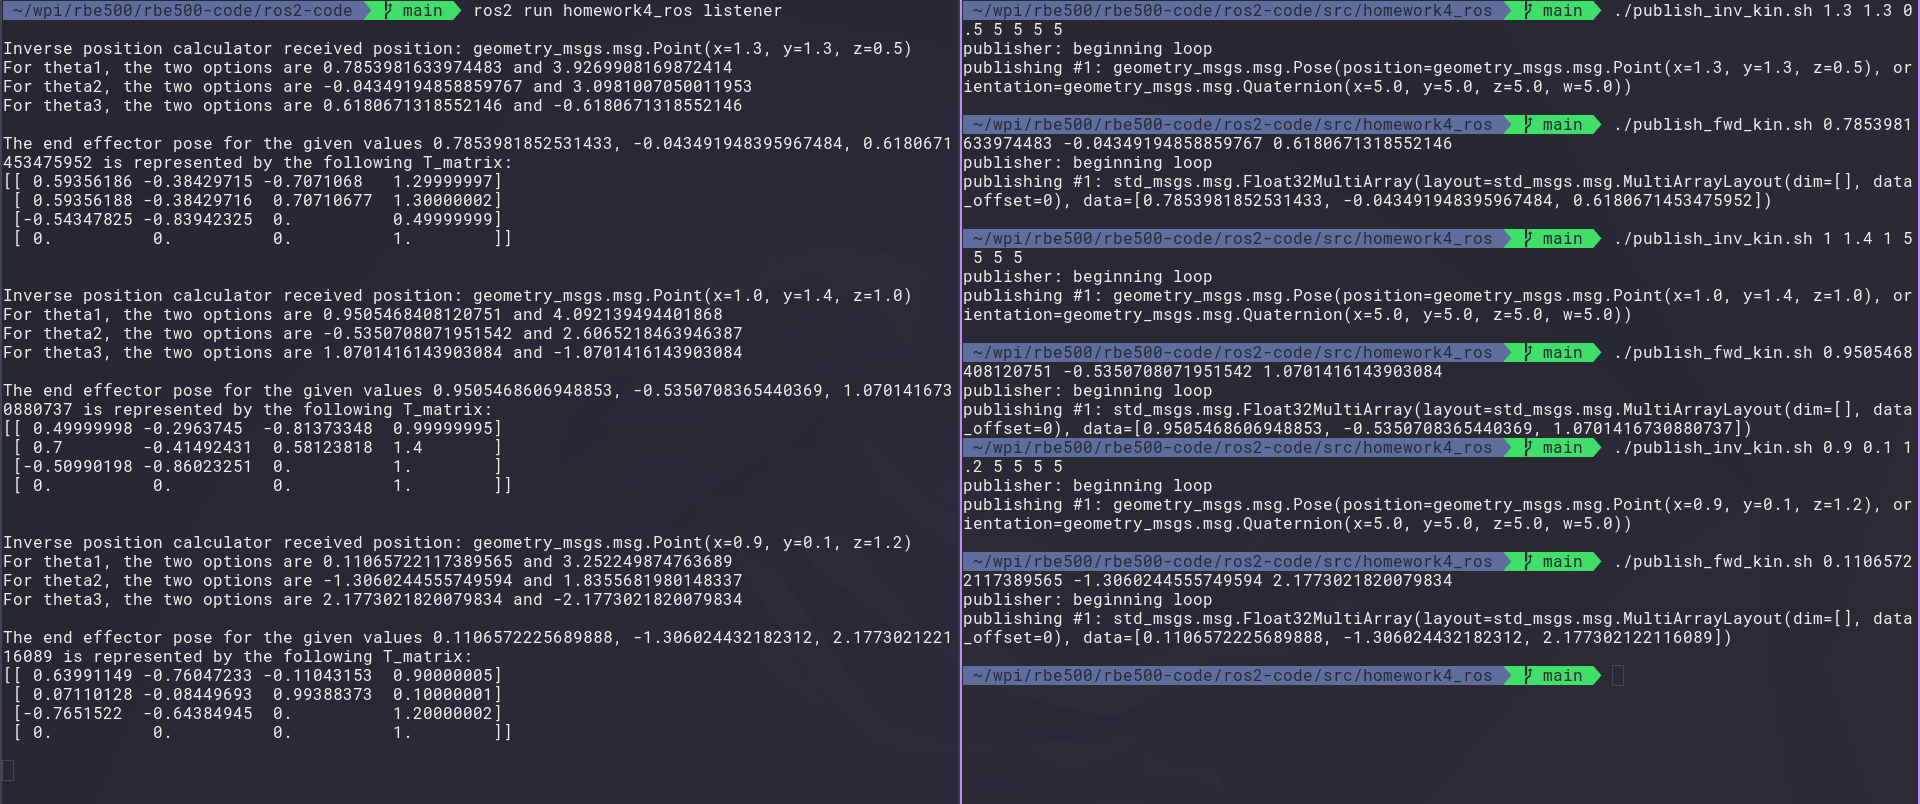 ~/wpi/rbe500/rbe500-code/ros2-code main ros2 run homework4_ros listener
Inverse position calculator received position: geometry_msgs.msg.Point(x=1.3, y=1.3, z=0.5)
For theta1, the two options are 0.7853981633974483 and 3.9269908169872414
For theta2, the two options are -0.04349194858859767 and 3.0981007050011953
For theta3, the two options are 0.6180671318552146 and -0.6180671318552146
The end effector pose for the given values 0.7853981852531433, -0.043491948395967484, 0.6180671
453475952 is represented by the following T_matrix:
[[ 0.59356186 -0.38429715 -0.7071068   1.29999997]
[ 0.59356188 -0.38429716  0.70710677  1.30000002]
[-0.54347825 -0.83942325  0.          0.49999999]
[ 0.          0.          0.          1.        ]]
Inverse position calculator received position: geometry_msgs.msg.Point(x=1.0, y=1.4, z=1.0)
For theta1, the two options are 0.9505468408120751 and 4.092139494401868
For theta2, the two options are -0.5350708071951542 and 2.6065218463946387
For theta3, the two options are 1.0701416143903084 and -1.0701416143903084
The end effector pose for the given values 0.9505468606948853, -0.5350708365440369, 1.070141673
0880737 is represented by the following T_matrix:
[[ 0.49999998 -0.2963745  -0.81373348  0.99999995]
[ 0.7        -0.41492431  0.58123818  1.4       ]
[-0.50990198 -0.86023251  0.          1.        ]
[ 0.          0.          0.          1.        ]]
Inverse position calculator received position: geometry_msgs.msg.Point(x=0.9, y=0.1, z=1.2)
For theta1, the two options are 0.11065722117389565 and 3.252249874763689
For theta2, the two options are -1.3060244555749594 and 1.8355681980148337
For theta3, the two options are 2.1773021820079834 and -2.1773021820079834
The end effector pose for the given values 0.1106572225689888, -1.306024432182312, 2.1773021221
16089 is represented by the following T_matrix:
[[ 0.63991149 -0.76047233 -0.11043153  0.90000005]
[ 0.07110128 -0.08449693  0.99388373  0.10000001]
[-0.7651522  -0.64384945  0.          1.20000002]
[ 0.          0.          0.          1.        ]]
~/wpi/rbe500/rbe500-code/ros2-code/src/homework4_ros main ./publish_inv_kin.sh 1.3 1.3 0
.5 5 5 5 5
publisher: beginning loop
publishing #1: geometry_msgs.msg.Pose(position=geometry_msgs.msg.Point(x=1.3, y=1.3, z=0.5), or
ientation=geometry_msgs.msg.Quaternion(x=5.0, y=5.0, z=5.0, w=5.0))
~/wpi/rbe500/rbe500-code/ros2-code/src/homework4_ros main ./publish_fwd_kin.sh 0.7853981
633974483 -0.04349194858859767 0.6180671318552146
publisher: beginning loop
publishing #1: std_msgs.msg.Float32MultiArray(layout=std_msgs.msg.MultiArrayLayout(dim=[], data
_offset=0), data=[0.7853981852531433, -0.043491948395967484, 0.6180671453475952])
~/wpi/rbe500/rbe500-code/ros2-code/src/homework4_ros main ./publish_inv_kin.sh 1 1.4 1 5
5 5 5
publisher: beginning loop
publishing #1: geometry_msgs.msg.Pose(position=geometry_msgs.msg.Point(x=1.0, y=1.4, z=1.0), or
ientation=geometry_msgs.msg.Quaternion(x=5.0, y=5.0, z=5.0, w=5.0))
~/wpi/rbe500/rbe500-code/ros2-code/src/homework4_ros main ./publish_fwd_kin.sh 0.9505468
408120751 -0.5350708071951542 1.0701416143903084
publisher: beginning loop
publishing #1: std_msgs.msg.Float32MultiArray(layout=std_msgs.msg.MultiArrayLayout(dim=[], data
_offset=0), data=[0.9505468606948853, -0.5350708365440369, 1.0701416730880737])
~/wpi/rbe500/rbe500-code/ros2-code/src/homework4_ros main ./publish_inv_kin.sh 0.9 0.1 1
.2 5 5 5 5
publisher: beginning loop
publishing #1: geometry_msgs.msg.Pose(position=geometry_msgs.msg.Point(x=0.9, y=0.1, z=1.2), or
ientation=geometry_msgs.msg.Quaternion(x=5.0, y=5.0, z=5.0, w=5.0))
~/wpi/rbe500/rbe500-code/ros2-code/src/homework4_ros main ./publish_fwd_kin.sh 0.1106572
2117389565 -1.3060244555749594 2.1773021820079834
publisher: beginning loop
publishing #1: std_msgs.msg.Float32MultiArray(layout=std_msgs.msg.MultiArrayLayout(dim=[], data
_offset=0), data=[0.1106572225689888, -1.306024432182312, 2.177302122116089])
~/wpi/rbe500/rbe500-code/ros2-code/src/homework4_ros main